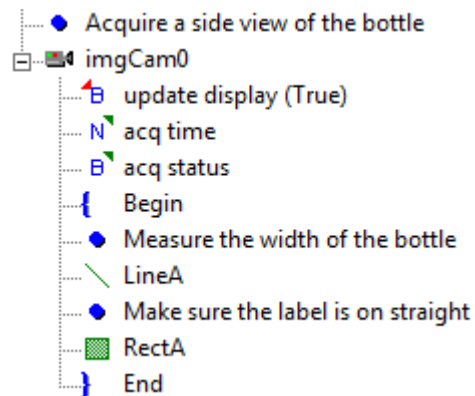 Acquire a side view of the bottle
imgCam0
B update display (True)
N acq time
B acq status
{ Begin
Measure the width of the bottle
LineA
Make sure the label is on straight
RectA
} End